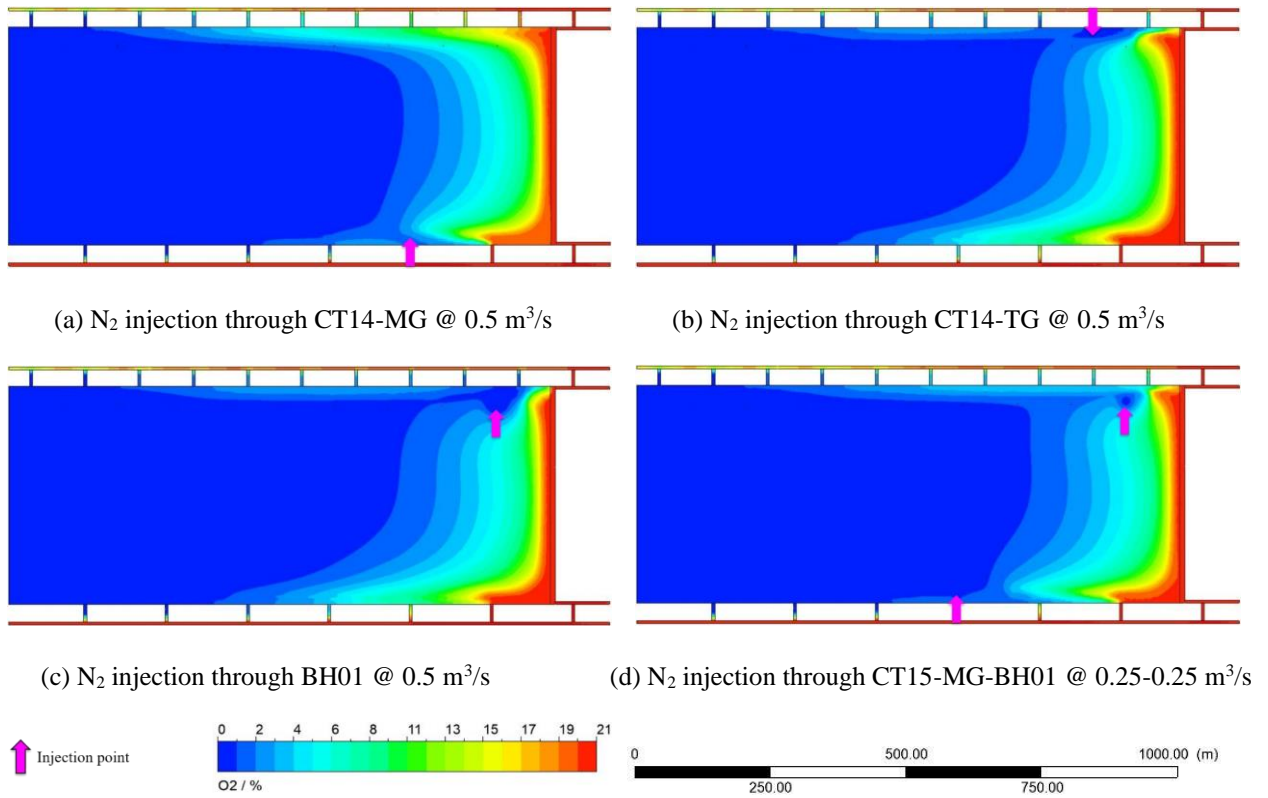 (a) N₂ injection through CT14-MG @ 0.5 m³/s
(b) N₂ injection through CT14-TG @ 0.5 m³/s
(c) N₂ injection through BH01 @ 0.5 m³/s
(d) N₂ injection through CT15-MG-BH01 @ 0.25-0.25 m³/s
Injection point
0 2 4 6 8 11 13 15 17 19 21
O2 / %
0 500.00 1000.00 (m)
250.00 750.00